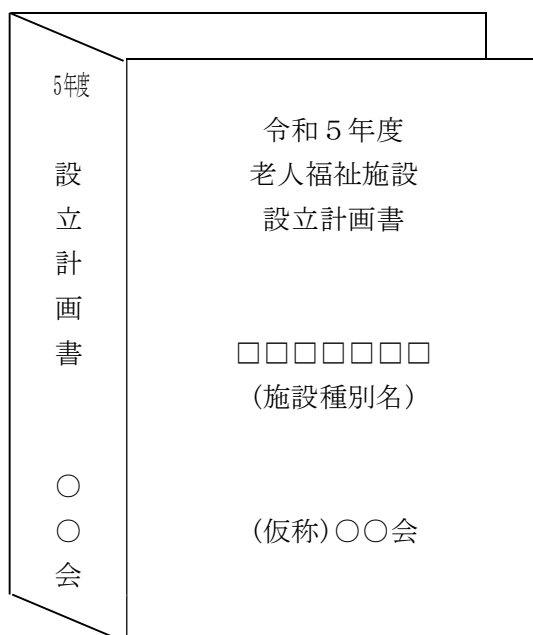 5年度
設立計画書
○○会
令和５年度
老人福祉施設
設立計画書
□□□□□□□
(施設種別名)
(仮称)○○会